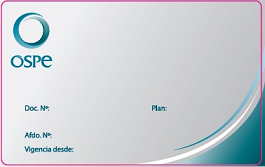 OSPe
Doc. Nº: Plan:
Afdo. Nº:
Vigencia desde: